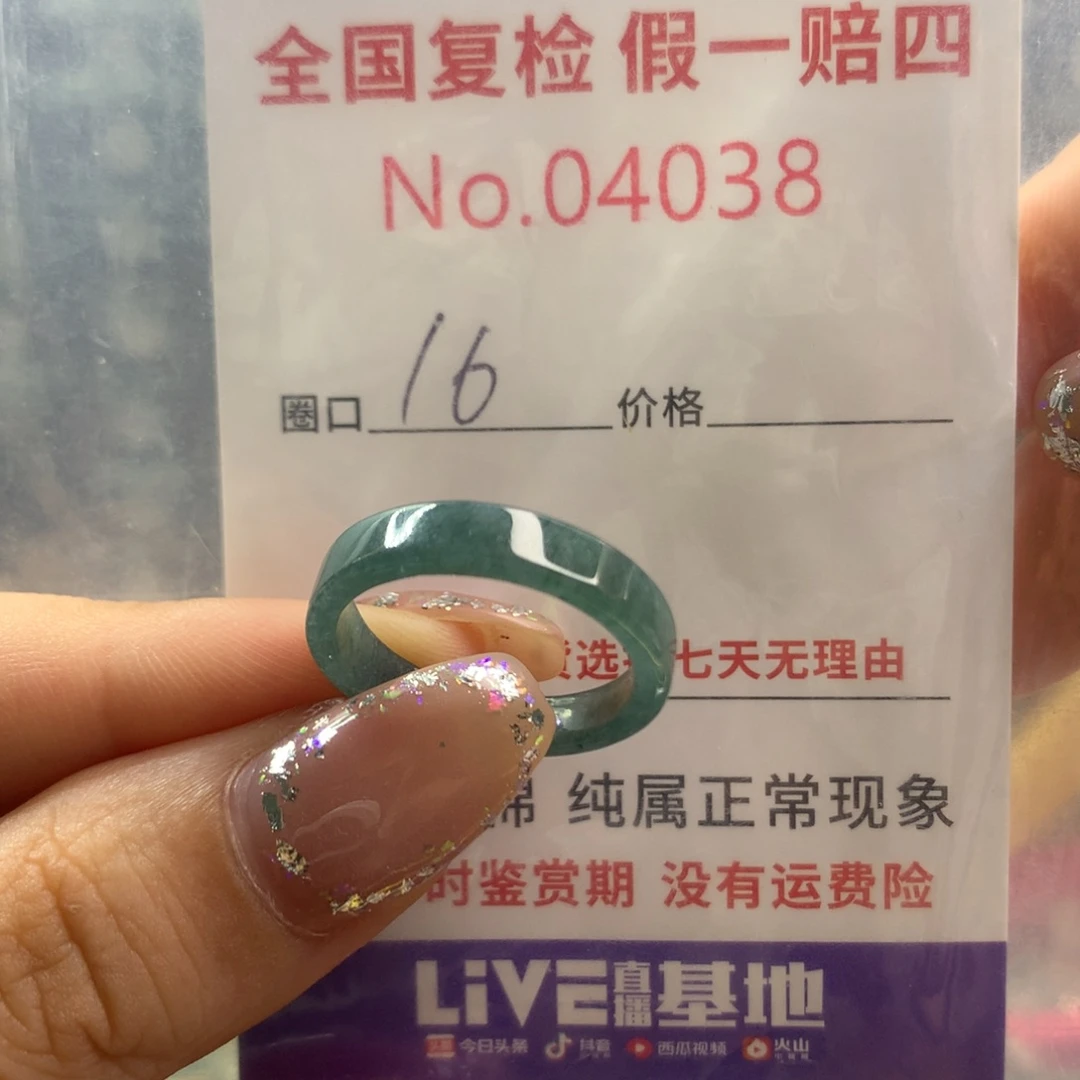 全国复检 假一赔四
No.04038
圈口 16 价格
选 七天无理由
棉 纯属正常现象
时鉴赏期 没有运费险
LiVE直播基地
今日头条 抖音 西瓜视频 火山